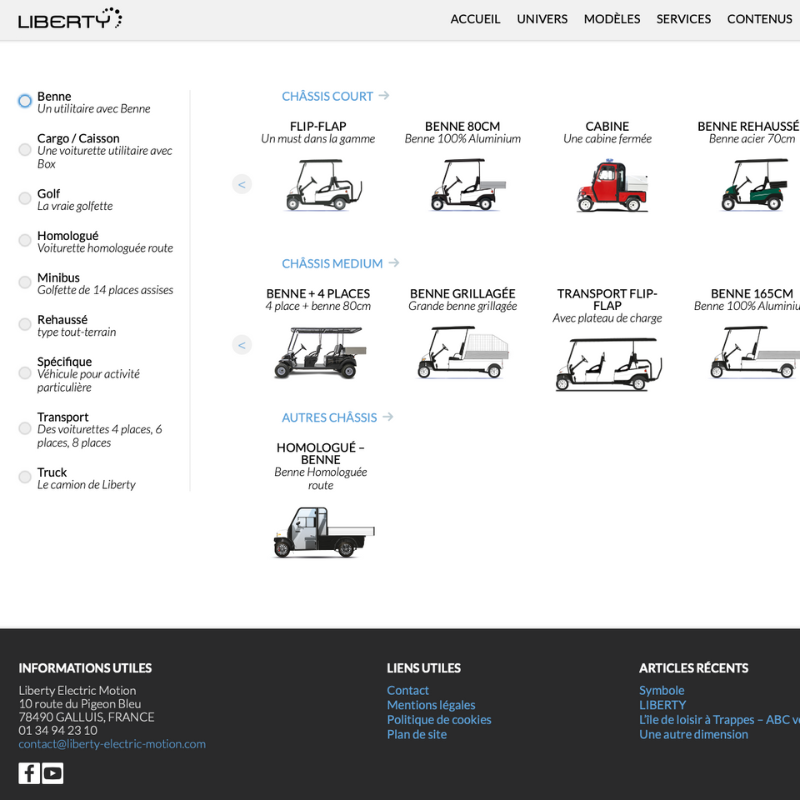 LIBERTY
ACCUEIL UNIVERS MODÈLES SERVICES CONTENUS
Benne
Un utilitaire avec Benne
Cargo / Caisson
Une voiturette utilitaire avec
Box
Golf
La vraie golfette
Homologué
Voiturette homologuée route
Minibus
Golfette de 14 places assises
Rehaussé
type tout-terrain
Spécifique
Véhicule pour activité
particulière
Transport
Des voiturettes 4 places, 6
places, 8 places
Truck
Le camion de Liberty
CHÂSSIS COURT →
<
FLIP-FLAP
Un must dans la gamme
BENNE 80CM
Benne 100% Aluminium
CABINE
Une cabine fermée
BENNE REHAUSSÉ
Benne acier 70cm
CHÂSSIS MEDIUM →
<
BENNE + 4 PLACES
4 place + benne 80cm
BENNE GRILLAGÉE
Grande benne grillagée
TRANSPORT FLIP-
FLAP
Avec plateau de charge
BENNE 165CM
Benne 100% Aluminiu
AUTRES CHÂSSIS →
HOMOLOGUÉ –
BENNE
Benne Homologuée
route
INFORMATIONS UTILES
Liberty Electric Motion
10 route du Pigeon Bleu
78490 GALLUIS, FRANCE
01 34 94 23 10
contact@liberty-electric-motion.com
LIENS UTILES
Contact
Mentions légales
Politique de cookies
Plan de site
ARTICLES RÉCENTS
Symbole
LIBERTY
L'île de loisir à Trappes – ABC v
Une autre dimension